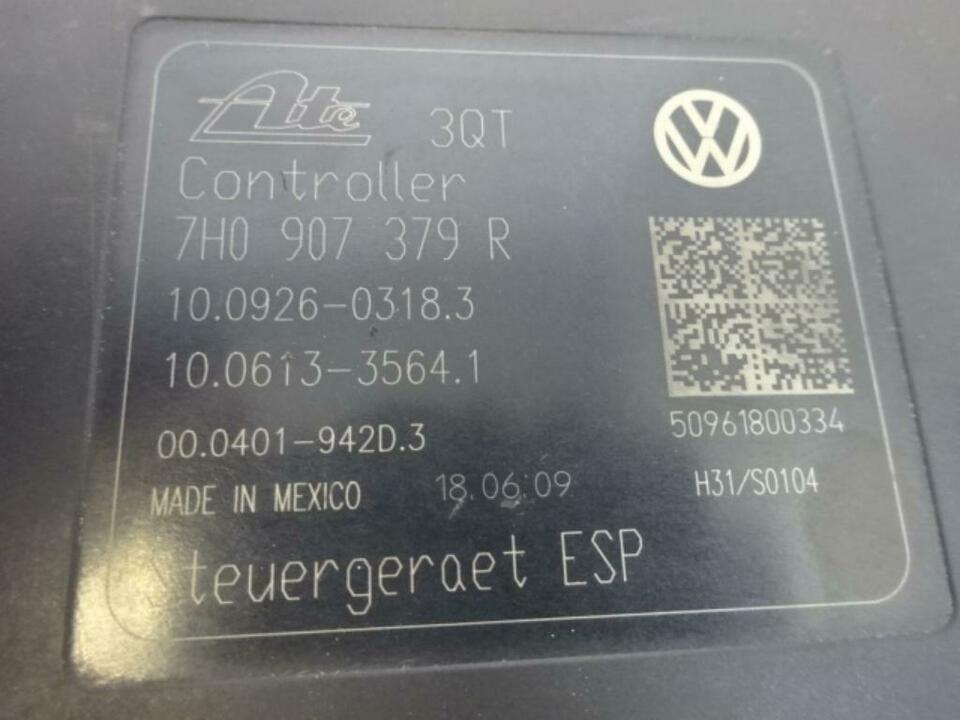 Ate 3QT
Controller
7H0 907 379 R
10.0926-0318.3
10.0613-3564.1
50961800334
00.0401-942D.3
H31/S0104
MADE IN MEXICO 18.06.09
Steuergeraet ESP